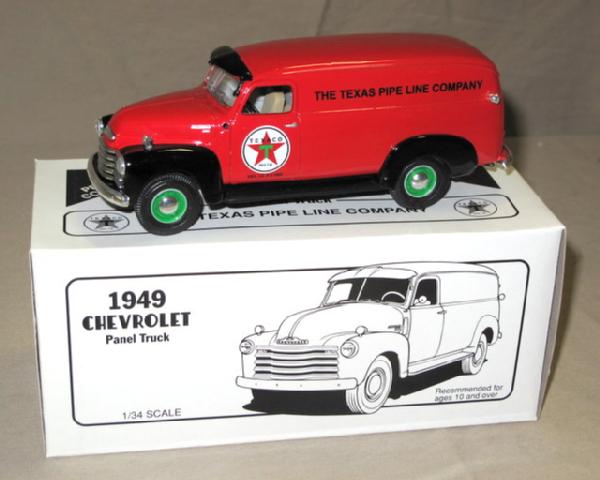 THE TEXAS PIPE LINE COMPANY
TEXACO
T
TEXAS PIPE LINE COMPANY
1949
CHEVROLET
Panel Truck
1/34 SCALE
Recommended for
ages 10 and over